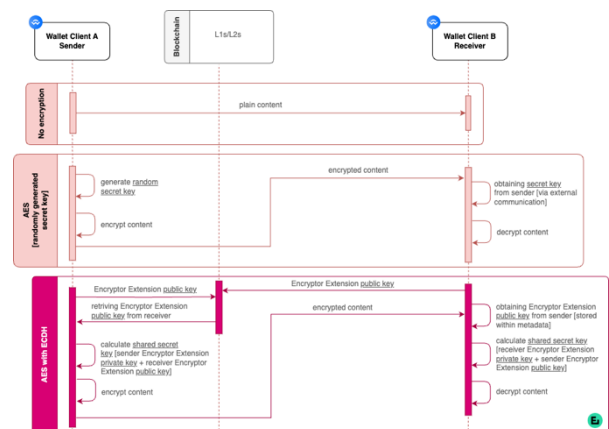 Wallet Client A
Sender
Blockchain
L1s/L2s
Wallet Client B
Receiver
No encryption
plain content
AES
[randomly generated
secret key]
generate random
secret key
encrypt content
encrypted content
obtaining secret key
from sender [via external
communication]
decrypt content
AES with ECDH
Encryptor Extension public key
Encryptor Extension public key
retriving Encryptor Extension
public key from receiver
encrypted content
obtaining Encryptor Extension
public key from sender [stored
within metadata]
calculate shared secret
key [sender Encryptor Extension
private key + receiver Encryptor
Extension public key]
calculate shared secret key
[receiver Encryptor Extension
private key + sender Encryptor
Extension public key]
encrypt content
decrypt content